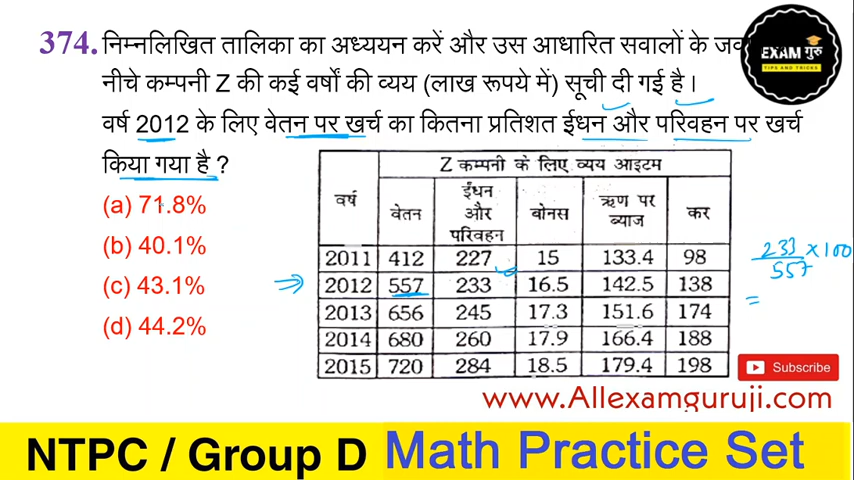 374. निम्नलिखित तालिका का अध्ययन करें और उस आधारित सवालों के
नीचे कम्पनी Z की कई वर्षों की व्यय (लाख रूपये में) सूची दी गई है।
वर्ष 2012 के लिए वेतन पर खर्च का कितना प्रतिशत ईंधन और परिवहन पर खर्च
किया गया है ?
(a) 71.8%
(b) 40.1%
(c) 43.1%
(d) 44.2%
EXAM गुरु
TIPS AND TRICKS
Z कम्पनी के लिए व्यय आइटम
वर्ष वेतन ईंधन और परिवहन बोनस ऋण पर ब्याज कर
2011 412 227 15 133.4 98
2012 557 233 16.5 142.5 138
2013 656 245 17.3 151.6 174
2014 680 260 17.9 166.4 188
2015 720 284 18.5 179.4 198
233/557 × 100
=
Subscribe
www.Allexamguruji.com
NTPC / Group D Math Practice Set